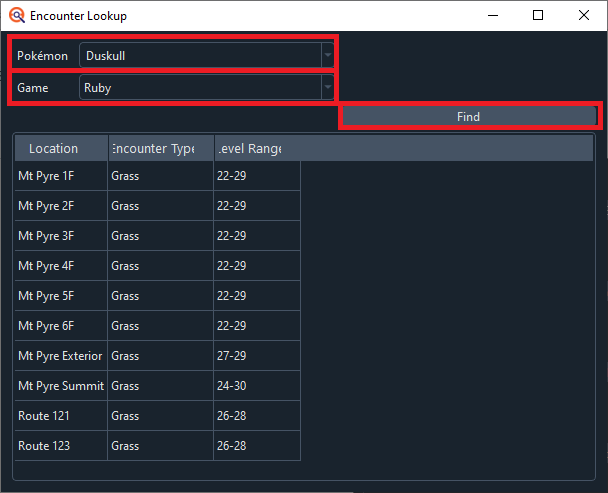 Encounter Lookup
Pokémon Duskull
Game Ruby
Find
Location Encounter Type Level Range
Mt Pyre 1F Grass 22-29
Mt Pyre 2F Grass 22-29
Mt Pyre 3F Grass 22-29
Mt Pyre 4F Grass 22-29
Mt Pyre 5F Grass 22-29
Mt Pyre 6F Grass 22-29
Mt Pyre Exterior Grass 27-29
Mt Pyre Summit Grass 24-30
Route 121 Grass 26-28
Route 123 Grass 26-28